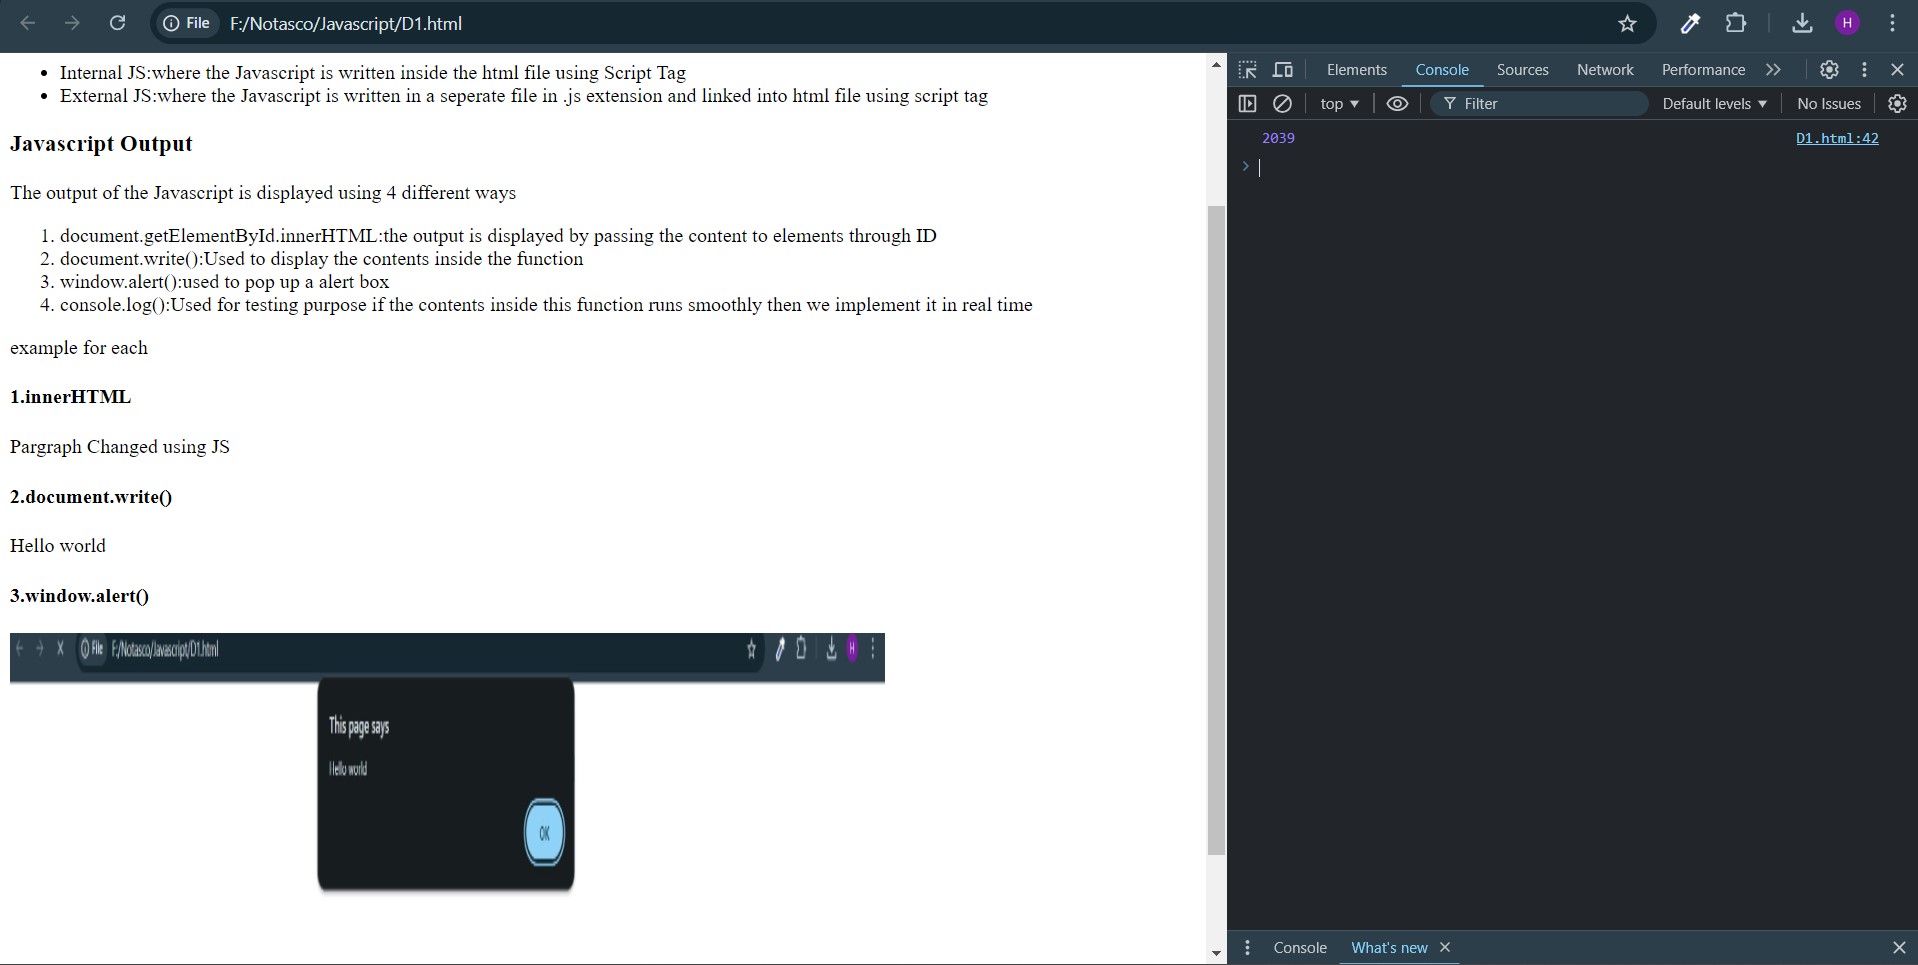 File F:/Notasco/Javascript/D1.html H
Internal JS:where the Javascript is written inside the html file using Script Tag
External JS:where the Javascript is written in a seperate file in .js extension and linked into html file using script tag
Javascript Output
The output of the Javascript is displayed using 4 different ways
1. document.getElementById.innerHTML:the output is displayed by passing the content to elements through ID
2. document.write():Used to display the contents inside the function
3. window.alert():used to pop up a alert box
4. console.log():Used for testing purpose if the contents inside this function runs smoothly then we implement it in real time
example for each
1.innerHTML
Pargraph Changed using JS
2.document.write()
Hello world
3.window.alert()
File F:/Notasco/Javascript/D1.html H
This page says
Hello world
OK
Elements Console Sources Network Performance
top Filter Default levels No Issues
2039 D1.html:42
Console What's new